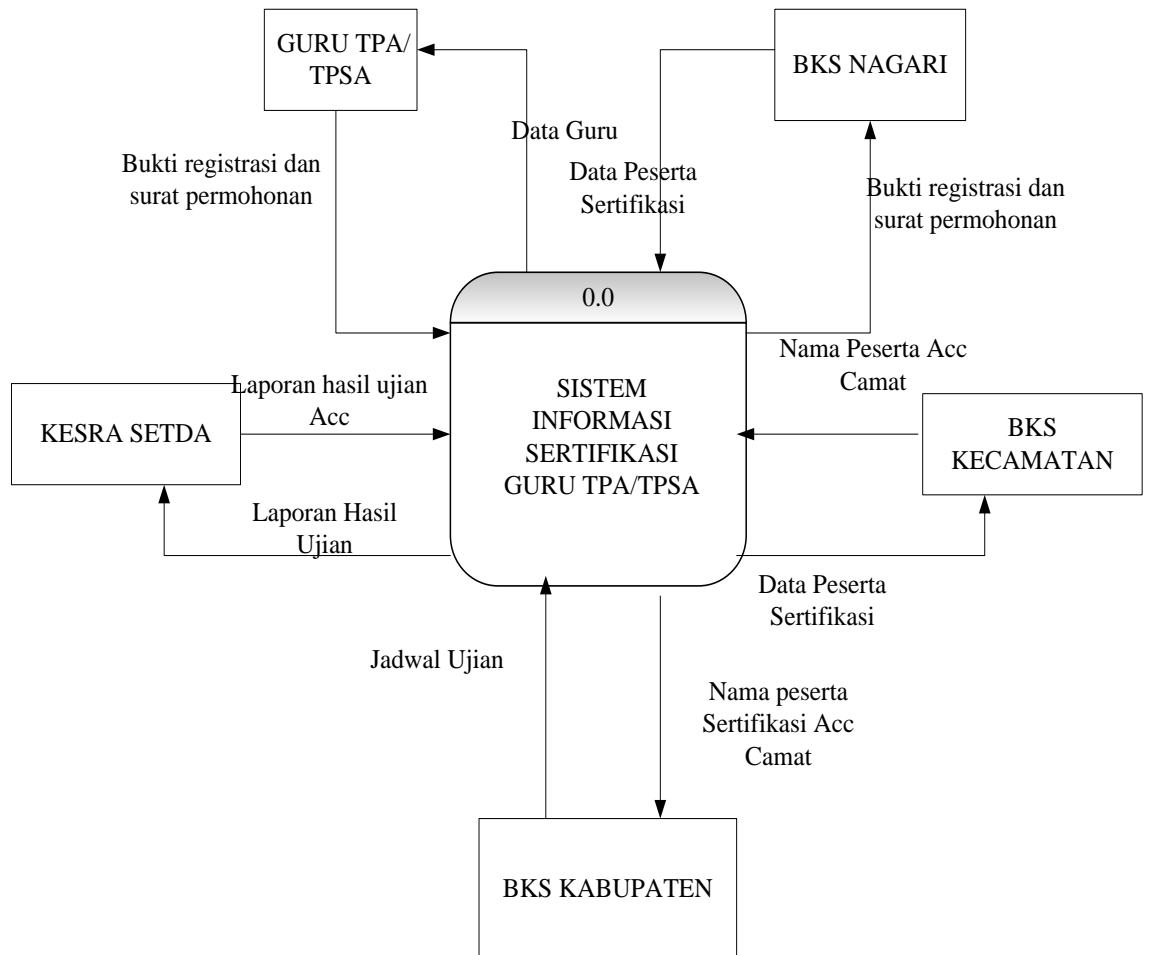 GURU TPA/
TPSA
BKS NAGARI
Data Guru
Bukti registrasi dan
surat permohonan
Data Peserta
Sertifikasi
Bukti registrasi dan
surat permohonan
0.0
SISTEM
INFORMASI
SERTIFIKASI
GURU TPA/TPSA
Nama Peserta Acc
Camat
Laporan hasil ujian
Acc
KESRA SETDA
BKS
KECAMATAN
Laporan Hasil
Ujian
Data Peserta
Sertifikasi
Jadwal Ujian
Nama peserta
Sertifikasi Acc
Camat
BKS KABUPATEN